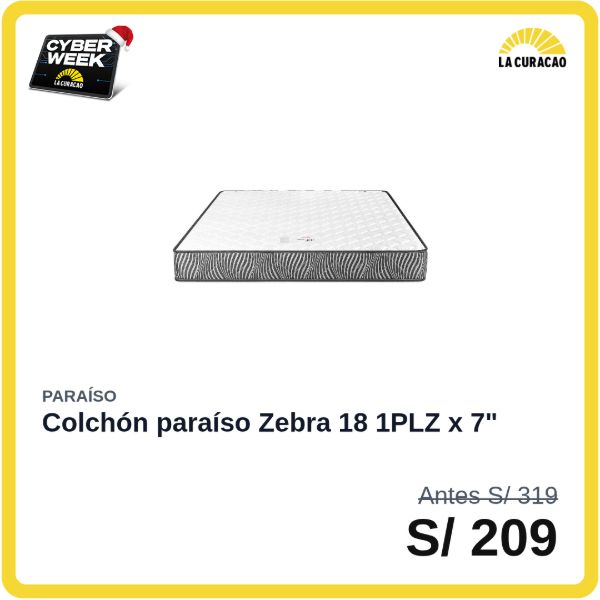 CYBER
WEEK
LA CURACAO
LA CURACAO
PARAÍSO
Colchón paraíso Zebra 18 1PLZ x 7"
Antes S/ 319
S/ 209